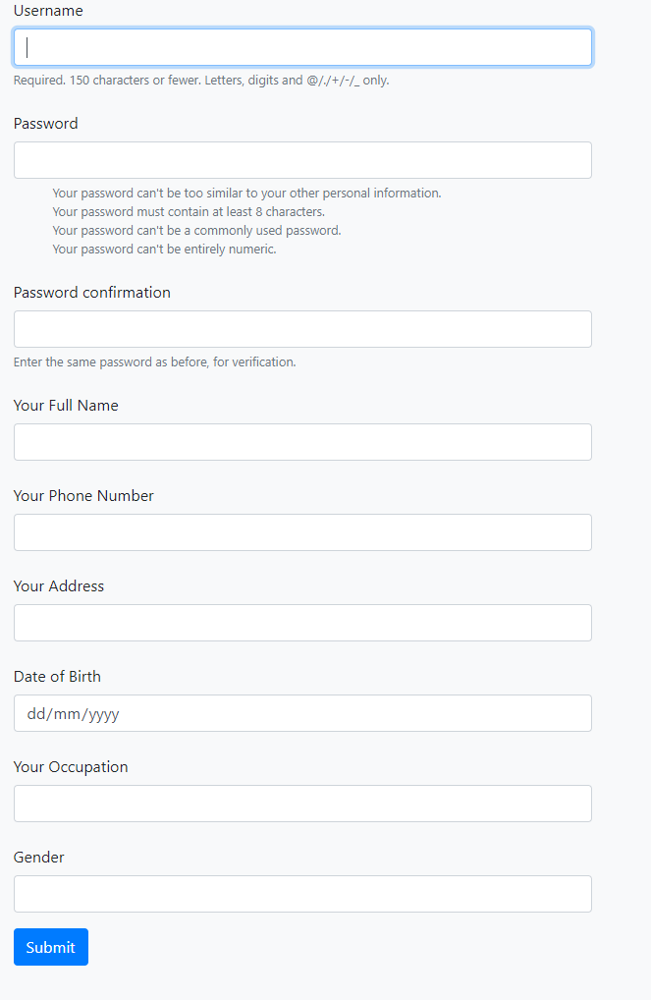 Username
Required. 150 characters or fewer. Letters, digits and @/./+/-/_ only.
Password
Your password can't be too similar to your other personal information.
Your password must contain at least 8 characters.
Your password can't be a commonly used password.
Your password can't be entirely numeric.
Password confirmation
Enter the same password as before, for verification.
Your Full Name
Your Phone Number
Your Address
Date of Birth
dd/mm/yyyy
Your Occupation
Gender
Submit